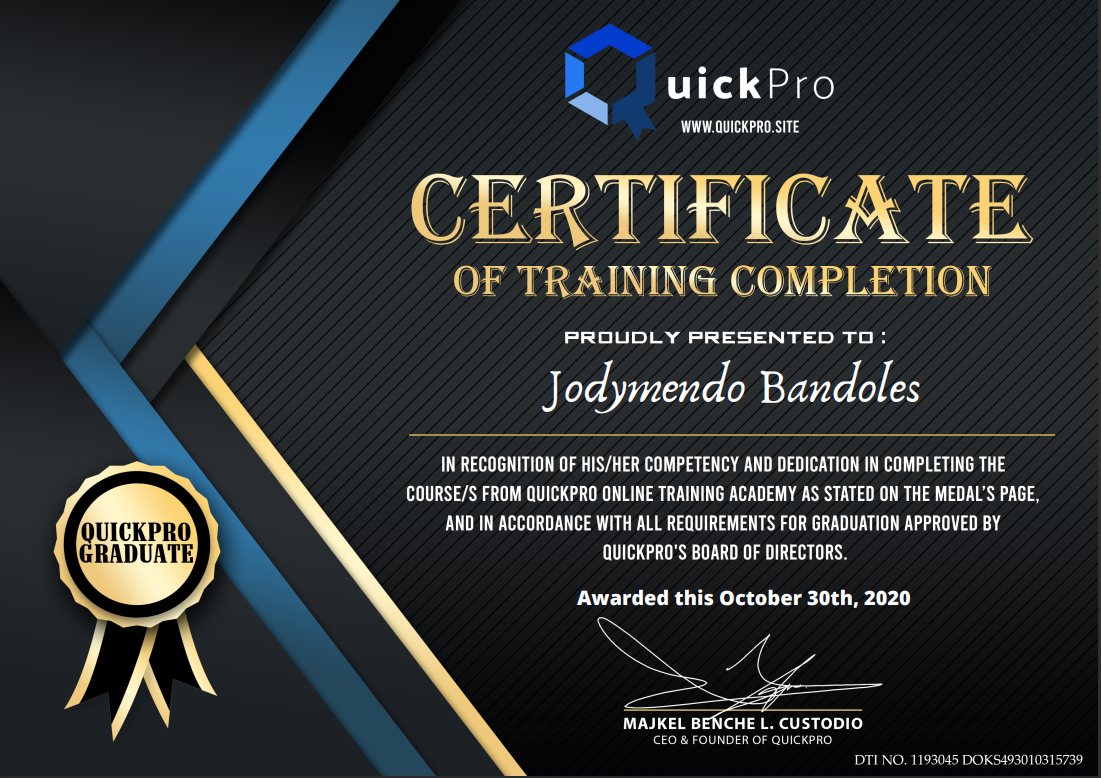 QuickPro
WWW.QUICKPRO.SITE
CERTIFICATE
OF TRAINING COMPLETION
PROUDLY PRESENTED TO :
Jodymendo Bandoles
IN RECOGNITION OF HIS/HER COMPETENCY AND DEDICATION IN COMPLETING THE
COURSE/S FROM QUICKPRO ONLINE TRAINING ACADEMY AS STATED ON THE MEDAL'S PAGE,
AND IN ACCORDANCE WITH ALL REQUIREMENTS FOR GRADUATION APPROVED BY
QUICKPRO'S BOARD OF DIRECTORS.
QUICKPRO
GRADUATE
Awarded this October 30th, 2020
MAJKEL BENCHE L. CUSTODIO
CEO & FOUNDER OF QUICKPRO
DTI NO. 1193045 DOKS493010315739